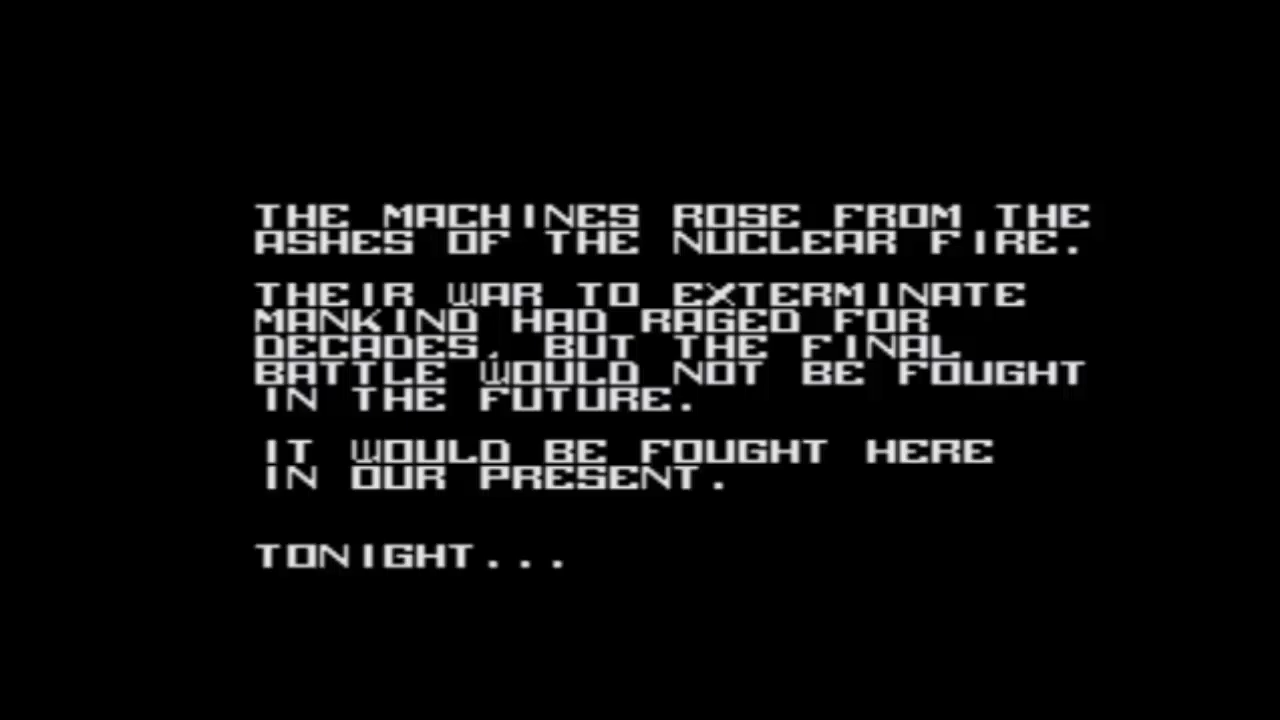 THE MACHINES ROSE FROM THE
ASHES OF THE NUCLEAR FIRE.
THEIR WAR TO EXTERMINATE
MANKIND HAD RAGED FOR
DECADES, BUT THE FINAL
BATTLE WOULD NOT BE FOUGHT
IN THE FUTURE.
IT WOULD BE FOUGHT HERE
IN OUR PRESENT.
TONIGHT...